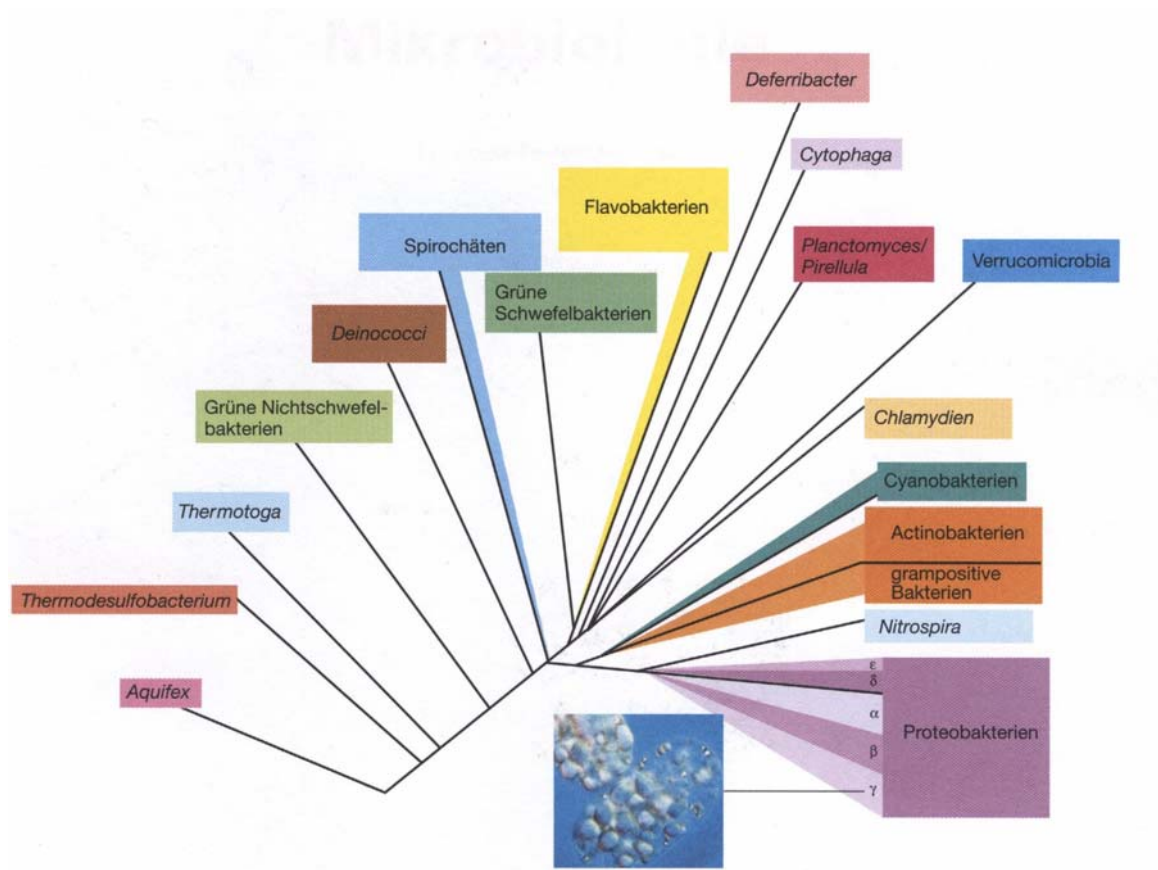 Deferribacter
Cytophaga
Flavobakterien
Spirochäten
Planctomyces/
Pirellula
Verrucomicrobia
Grüne
Schwefelbakterien
Deinococci
Grüne Nichtschwefel-
bakterien
Chlamydien
Cyanobakterien
Thermotoga
Actinobakterien
grampositive
Bakterien
Thermodesulfobacterium
Nitrospira
ε
δ
Aquifex
α
Proteobakterien
β
γ